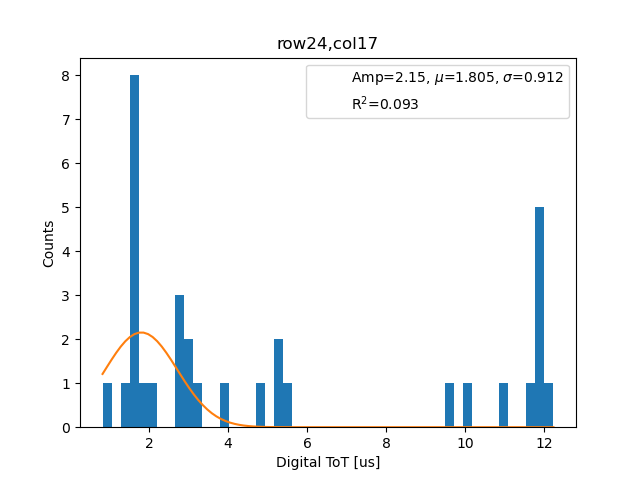 row24,col17
Amp=2.15, μ=1.805, σ=0.912
R²=0.093
Counts
8
7
6
5
4
3
2
1
0
2 4 6 8 10 12
Digital ToT [us]